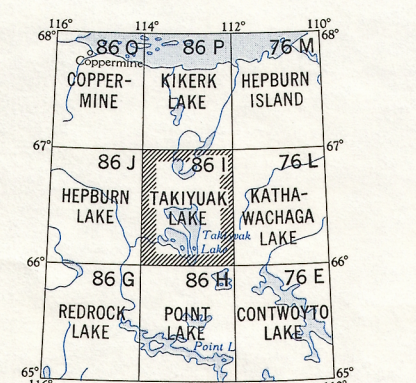 116° 114° 112° 110°
68° 86 O 86 P 76 M 68°
Coppermine
COPPER-
MINE
KIKERK
LAKE
HEPBURN
ISLAND
67° 86 J 86 I 76 L 67°
HEPBURN
LAKE
TAKIYUAK
LAKE
KATHA-
WACHAGA
LAKE
Takiyuak
Lake
66° 86 G 86 H 76 E 66°
REDROCK
LAKE
POINT
LAKE
CONTWOYTO
LAKE
Point L
65° 65°